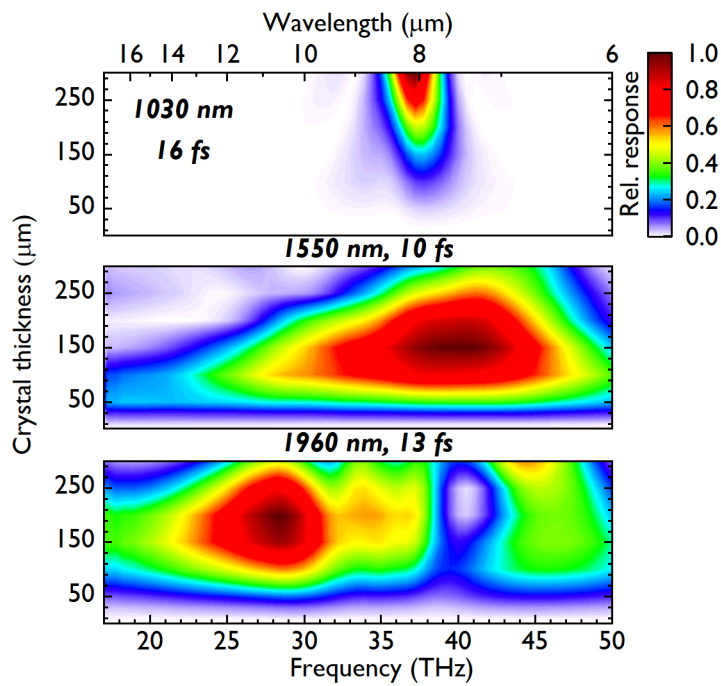 Wavelength (μm)
16 14 12 10 8 6
250
150
50
1030 nm
16 fs
Rel. response
1.0
0.8
0.6
0.4
0.2
0.0
1550 nm, 10 fs
Crystal thickness (μm)
250
150
50
1960 nm, 13 fs
250
150
50
20 25 30 35 40 45 50
Frequency (THz)